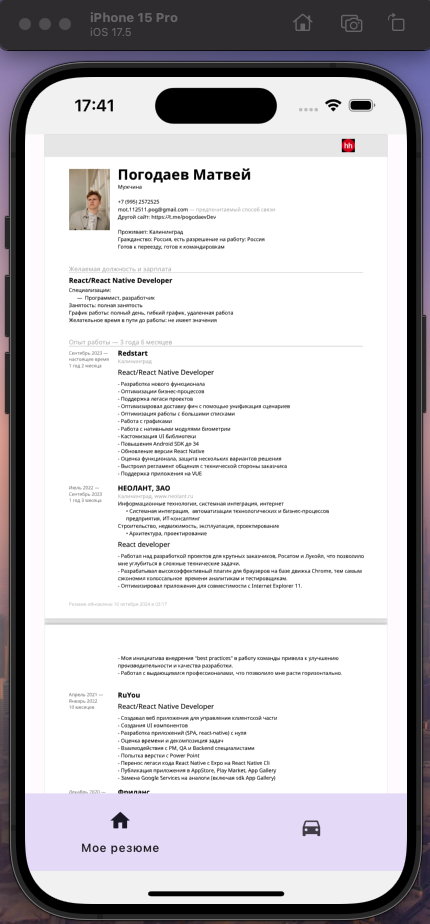 iPhone 15 Pro
iOS 17.5
17:41
hh
Погодаев Матвей
Мужчина
+7 (995) 2572525
mot.112511.pog@gmail.com — предпочитаемый способ связи
Другой сайт: https://t.me/pogodaevDev
Проживает: Калининград
Гражданство: Россия, есть разрешение на работу: Россия
Готов к переезду, готов к командировкам
Желаемая должность и зарплата
React/React Native Developer
Специализации:
— Программист, разработчик
Занятость: полная занятость
График работы: полный день, гибкий график, удаленная работа
Желательное время в пути до работы: не имеет значения
Опыт работы — 3 года 6 месяцев
Сентябрь 2023 —
настоящее время
1 год 2 месяца
Redstart
Калининград
React/React Native Developer
- Разработка нового функционала
- Оптимизации бизнес-процессов
- Поддержка легаси проектов
- Оптимизировал доставку фич с помощью унификация сценариев
- Оптимизация работы с большими списками
- Работа с графиками
- Работа с нативными модулями биометрии
- Кастомизация UI библиотеки
- Повышения Android SDK до 34
- Обновление версии React Native
- Оценка функционала, защита нескольких вариантов решения
- Выстроил регламент общения с технической стороны заказчика
- Поддержка приложения на VUE
Июль 2022 —
Сентябрь 2023
1 год 3 месяца
НЕОЛАНТ, ЗАО
Калининград, www.neolant.ru
Информационные технологии, системная интеграция, интернет
• Системная интеграция, автоматизации технологических и бизнес-процессов
предприятия, ИТ-консалтинг
Строительство, недвижимость, эксплуатация, проектирование
• Архитектура, проектирование
React developer
- Работал над разработкой проектов для крупных заказчиков, Росатом и Лукойл, что позволило
мне углубиться в сложные технические задачи.
- Разрабатывал высокоэффективный плагин для браузеров на базе движка Chrome, тем самым
сэкономил колоссальное времени аналитикам и тестировщикам.
- Оптимизировал приложения для совместимости с Internet Explorer 11.
Резюме обновлено 10 октября 2024 в 02:17
- Моя инициатива внедрения "best practices" в работу команды привела к улучшению
производительности и качества разработки.
- Работал с выдающимися профессионалами, что позволило мне расти горизонтально.
Апрель 2021 —
Январь 2022
10 месяцев
RuYou
React/React Native Developer
- Создавал веб приложения для управления клиентской части
- Создания UI компонентов
- Разработка приложений (SPA, react-native) с нуля
- Оценка времени и декомпозиция задач
- Взаимодействие с PM, QA и Backend специалистами
- Попытка верстки с Power Point
- Перенос легаси кода React Native с Expo на React Native Cli
- Публикация приложения в AppStore, Play Market, App Gallery
- Замена Google Services на аналоги (включая sdk App Gallery)
Декабрь 2020 —
Фриланс
Мое резюме